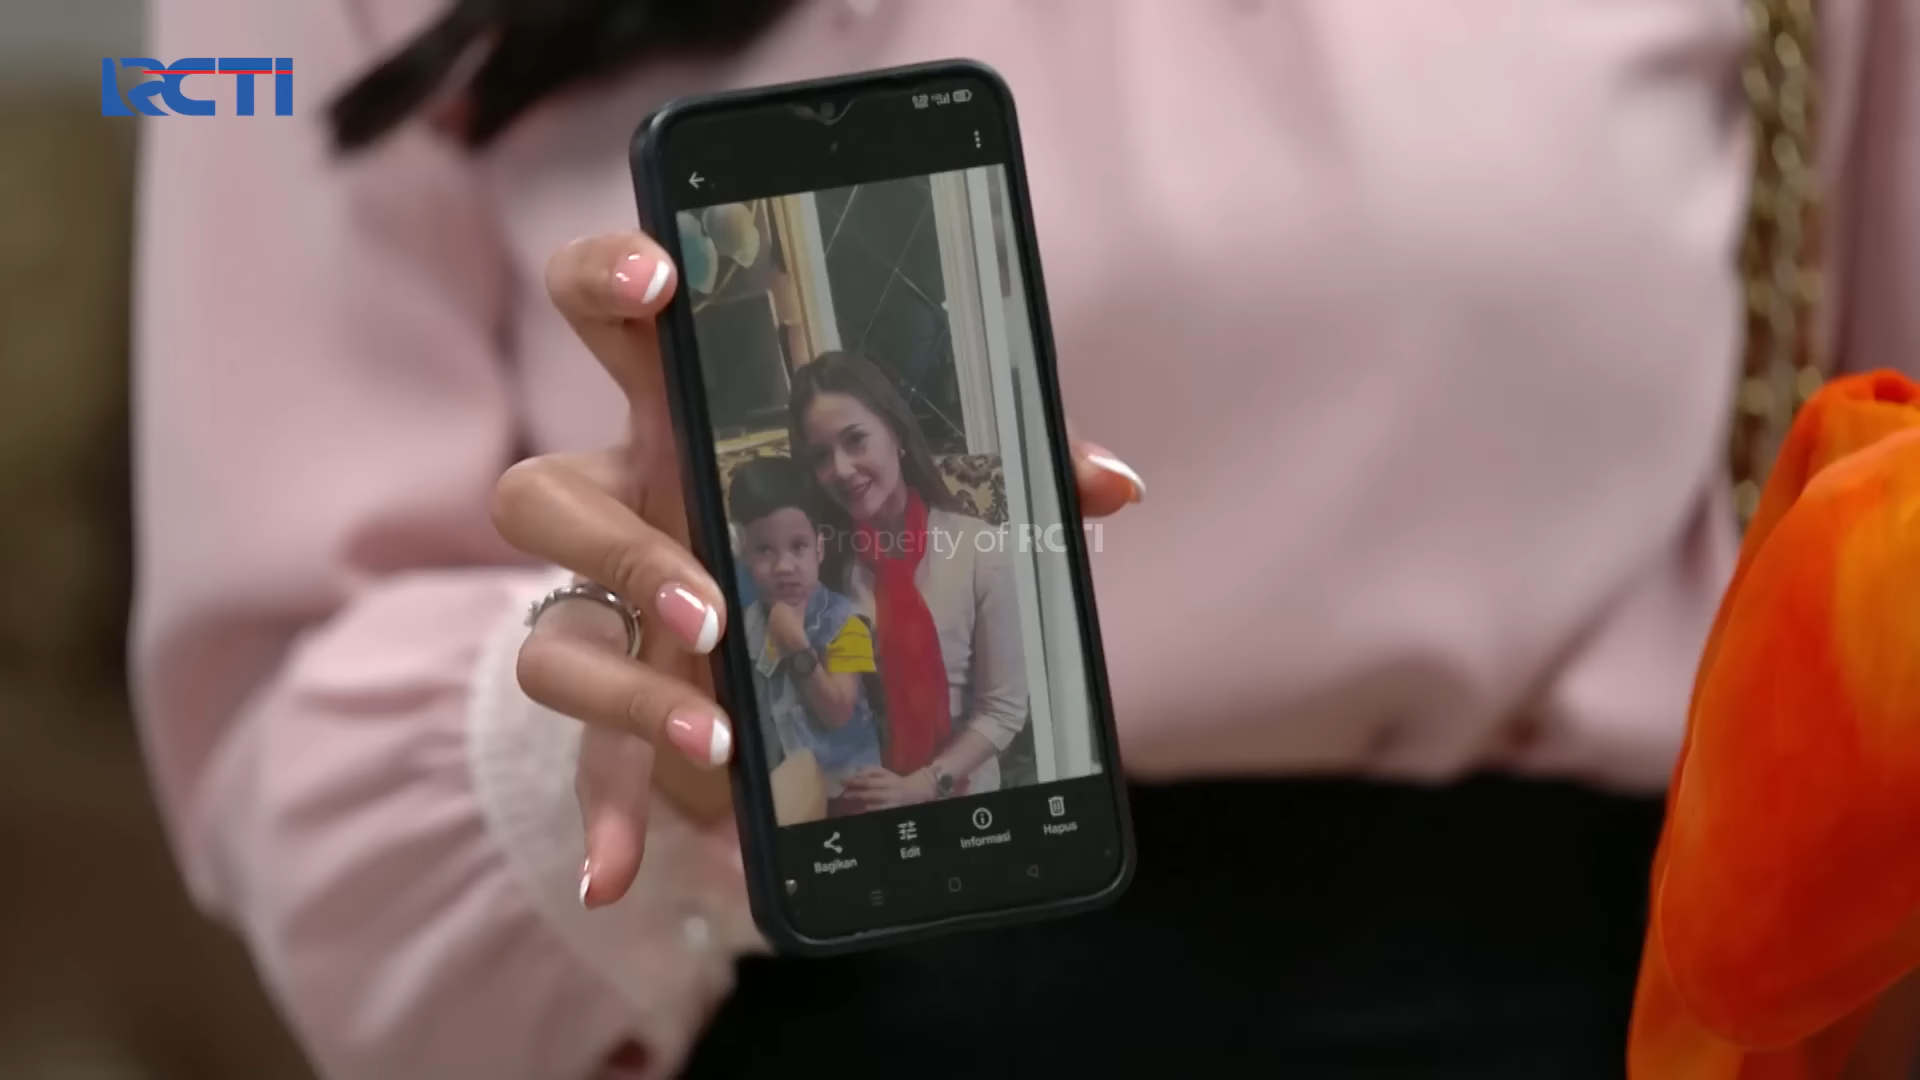 RCTI
Property of RCTI
Bagikan
Edit
Informasi
Hapus